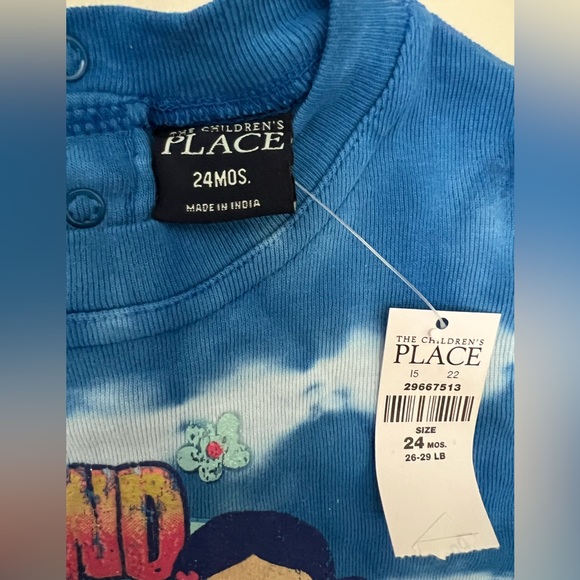 THE CHILDREN'S
PLACE
24MOS.
MADE IN INDIA
THE CHILDREN'S
PLACE
15 22
29667513
SIZE
24 MOS.
26-29 LB
ND